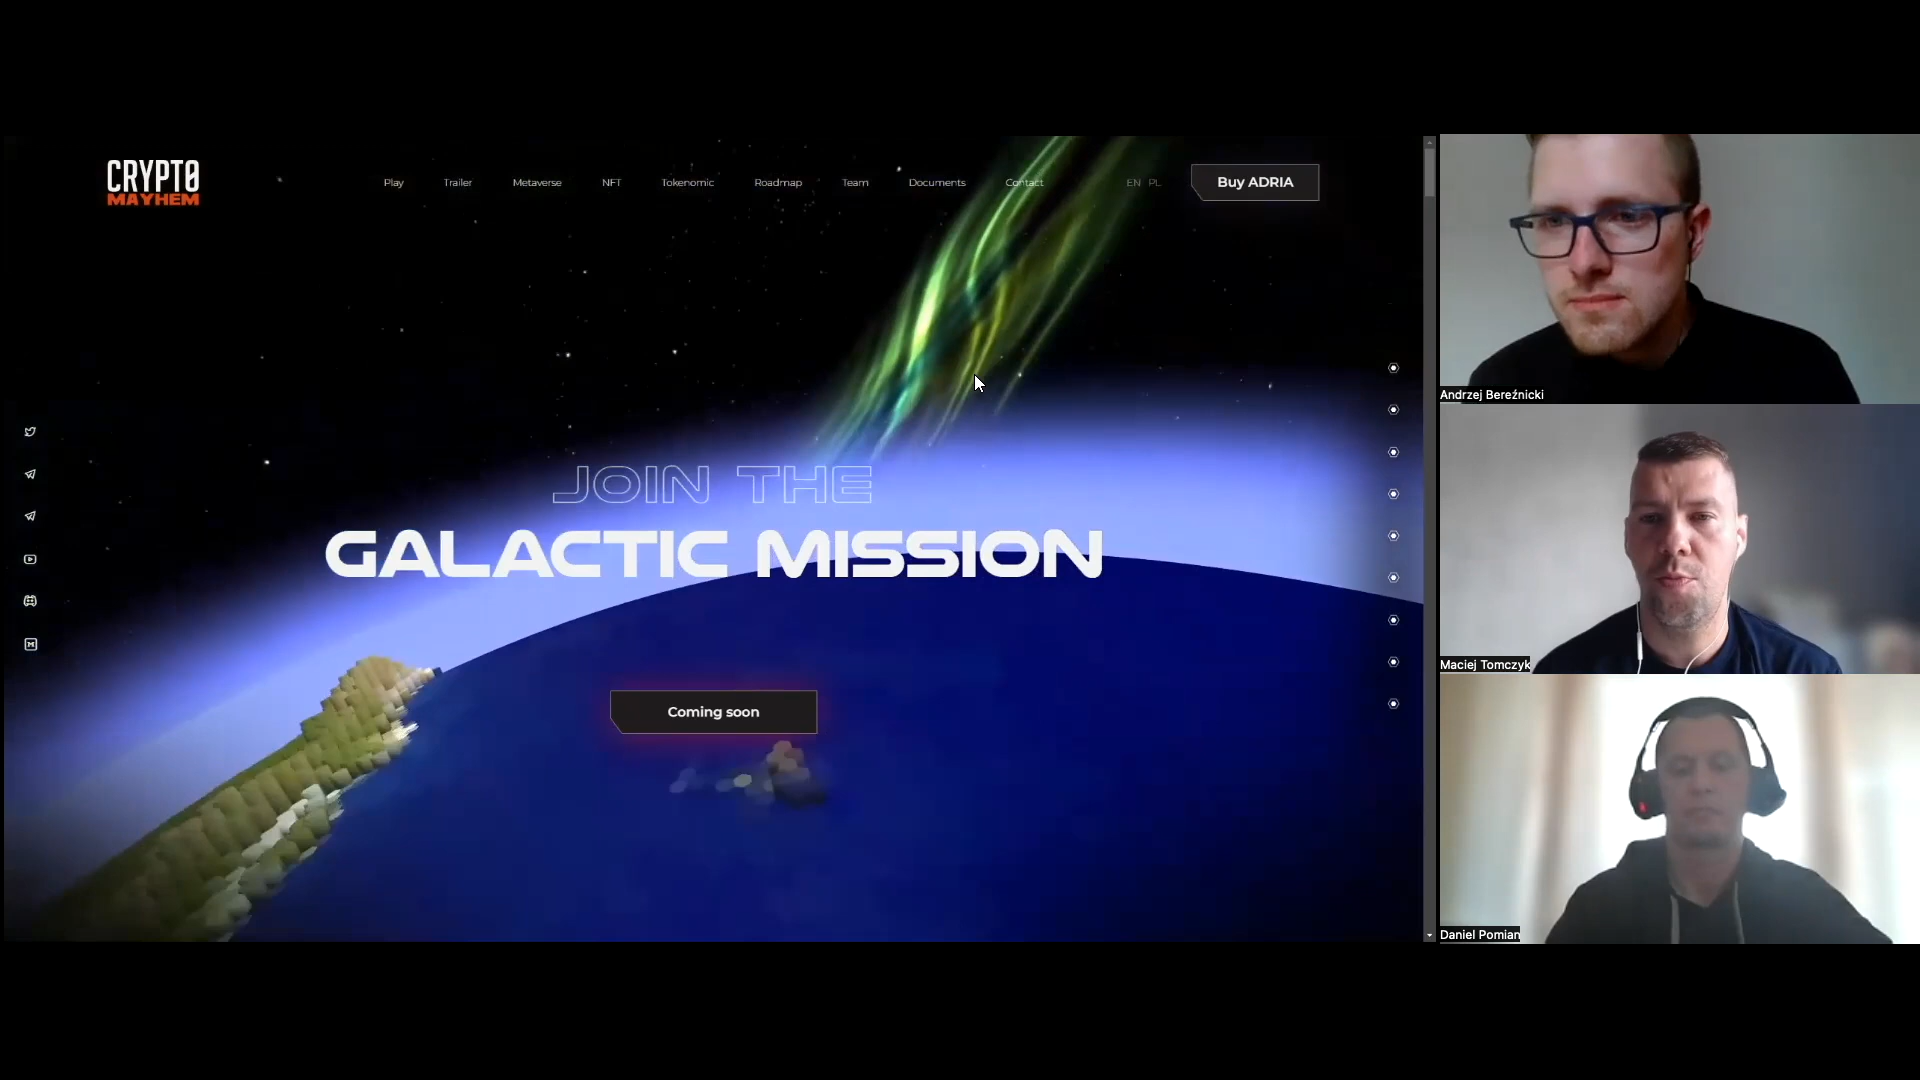 CRYPTO
MAYHEM
Play Trailer Metaverse NFT Tokenomic Roadmap Team Documents Contact EN PL Buy ADRIA
JOIN THE
GALACTIC MISSION
Coming soon
Andrzej Bereźnicki
Maciej Tomczyk
Daniel Pomian